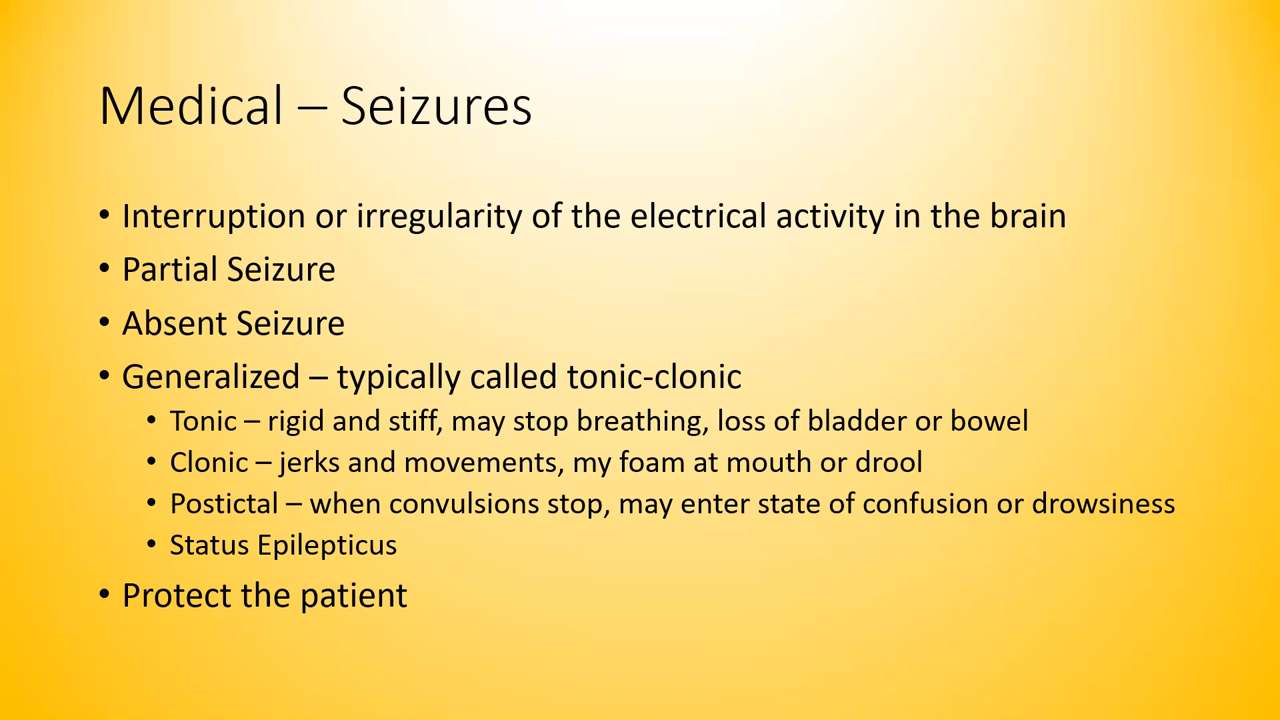 Medical – Seizures
• Interruption or irregularity of the electrical activity in the brain
• Partial Seizure
• Absent Seizure
• Generalized – typically called tonic-clonic
• Tonic – rigid and stiff, may stop breathing, loss of bladder or bowel
• Clonic – jerks and movements, my foam at mouth or drool
• Postictal – when convulsions stop, may enter state of confusion or drowsiness
• Status Epilepticus
• Protect the patient